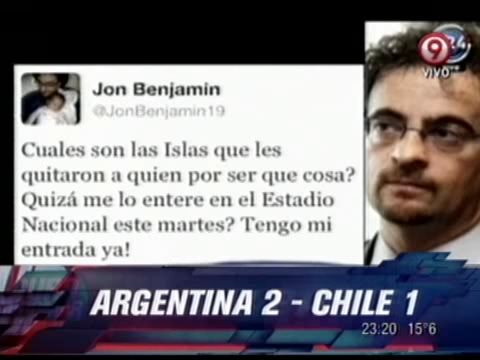 9
24
VIVO
Jon Benjamin
@JonBenjamin19
Cuales son las Islas que les
quitaron a quien por ser que cosa?
Quizá me lo entere en el Estadio
Nacional este martes? Tengo mi
entrada ya!
ARGENTINA 2 - CHILE 1
23:20 15°6